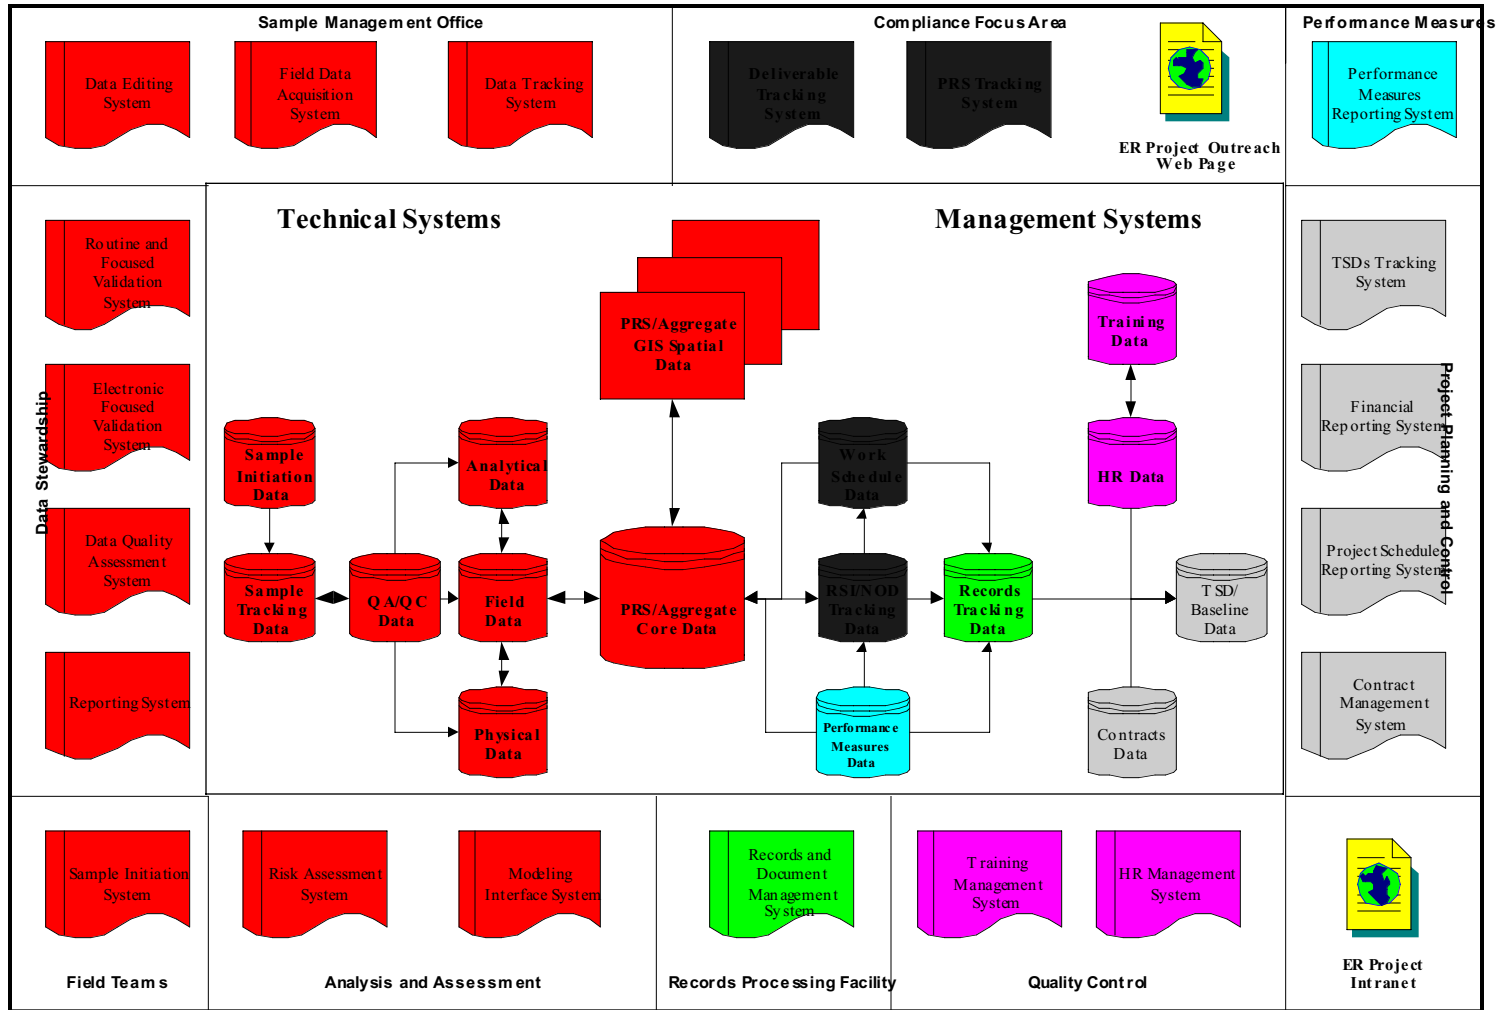 Sample Management Office
Compliance Focus Area
Performance Measures
Data Editing
System
Field Data
Acquisition
System
Data Tracking
System
Deliverable
Tracking
System
PRS Tracking
System
ER Project Outreach
Web Page
Performance
Measures
Reporting System
Data Stewardship
Routine and
Focused
Validation
System
Electronic
Focused
Validation
System
Data Quality
Assessment
System
Reporting System
Technical Systems
Management Systems
PRS/Aggregate
GIS Spatial
Data
Training
Data
Sample
Initiation
Data
Analytical
Data
Work
Schedule
Data
HR Data
Sample
Tracking
Data
QA/QC
Data
Field
Data
PRS/Aggregate
Core Data
RSI/NOD
Tracking
Data
Records
Tracking
Data
TSD/
Baseline
Data
Physical
Data
Performance
Measures
Data
Contracts
Data
TSDs Tracking
System
Financial
Reporting System
Project Schedule
Reporting System
Contract
Management
System
Project Planning and Control
Sample Initiation
System
Risk Assessment
System
Modeling
Interface System
Records and
Document
Management
System
Training
Management
System
HR Management
System
Field Teams
Analysis and Assessment
Records Processing Facility
Quality Control
ER Project
Intranet